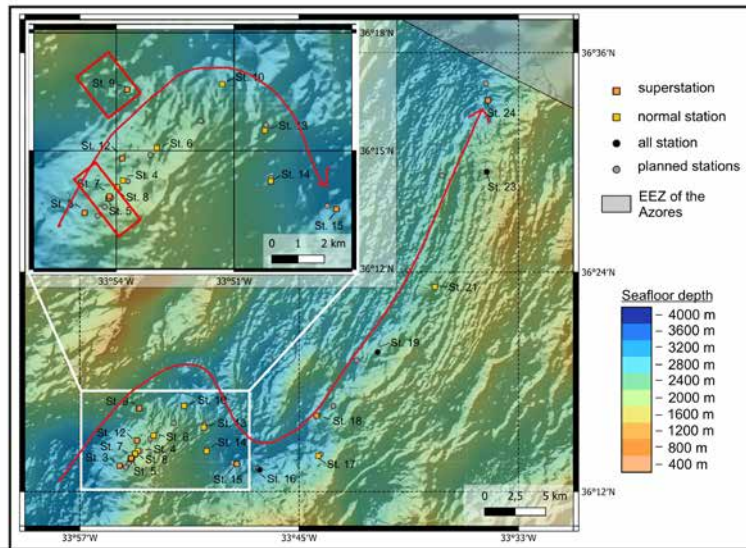 36°18'N
St. 9
St. 10
St. 13
St. 12
St. 6
36°15'N
St. 7
St. 4
St. 14
St. 3
St. 8
St. 5
St. 15
0 1 2 km
33°54'W
33°51'W
36°12'N
36°36'N
St. 24
St. 23
36°24'N
St. 21
St. 19
St. 9
St. 10
St. 13
St. 18
St. 12
St. 8
St. 7
St. 4
St. 14
St. 3
St. 8
St. 5
St. 15
St. 16
St. 17
36°12'N
0 2,5 5 km
33°57'W
33°45'W
33°33'W
superstation
normal station
all station
planned stations
EEZ of the
Azores
Seafloor depth
4000 m
3600 m
3200 m
2800 m
2400 m
2000 m
1600 m
1200 m
800 m
400 m